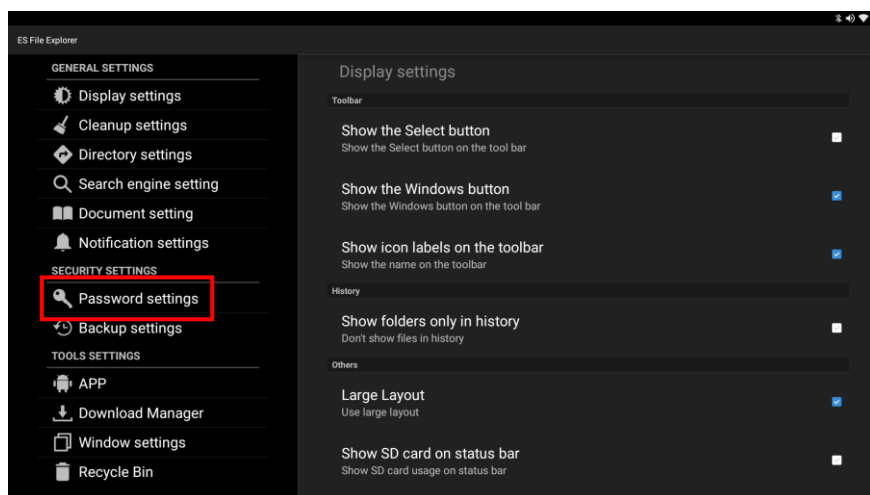 ES File Explorer
GENERAL SETTINGS
Display settings
Cleanup settings
Directory settings
Search engine setting
Document setting
Notification settings
SECURITY SETTINGS
Password settings
Backup settings
TOOLS SETTINGS
APP
Download Manager
Window settings
Recycle Bin
Display settings
Toolbar
Show the Select button
Show the Select button on the tool bar
Show the Windows button
Show the Windows button on the tool bar
Show icon labels on the toolbar
Show the name on the toolbar
History
Show folders only in history
Don't show files in history
Others
Large Layout
Use large layout
Show SD card on status bar
Show SD card usage on status bar